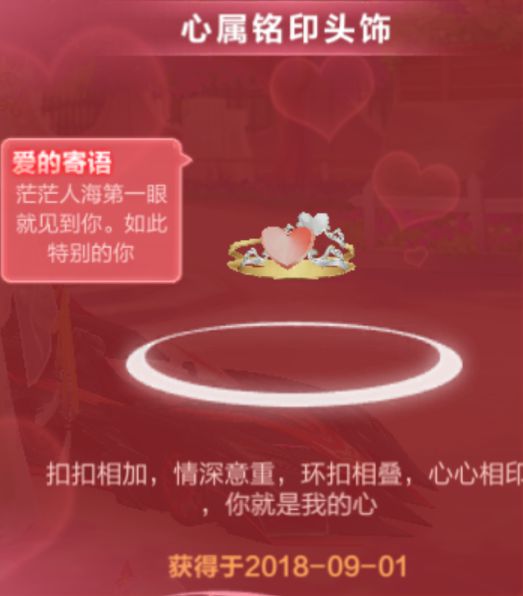 心属铭印头饰
爱的寄语
茫茫人海第一眼
就见到你。如此
特别的你
扣扣相加，情深意重，环扣相叠，心心相印
，你就是我的心
获得于2018-09-01